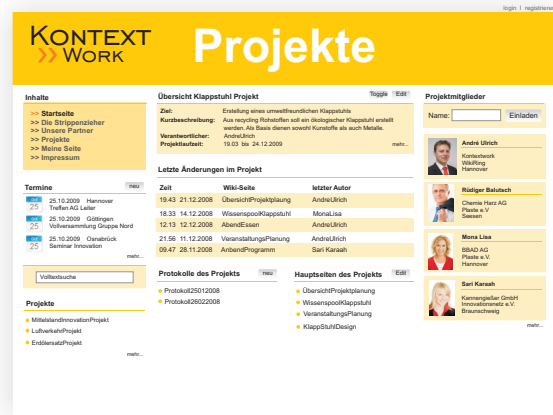 login | registrieren
KONTEXT
>> WORK
Projekte
Inhalte
>> Startseite
>> Die Strippenzieher
>> Unsere Partner
>> Projekte
>> Meine Seite
>> Impressum
Termine neu
25 25.10.2009 Hannover
Treffen AG Leiter
25 25.10.2009 Göttingen
Vollversammlung Gruppe Nord
25 25.10.2009 Osnabrück
Seminar Innovation
mehr...
Volltextsuche
Projekte
MittelstandInnovationProjekt
LuftverkehrProjekt
ErdölersatzProjekt
mehr...
Übersicht Klappstuhl Projekt Toggle Edit
Ziel: Erstellung eines umweltfreundlichen Klappstuhls
Kurzbeschreibung: Aus recycling Rohstoffen soll ein ökologischer Klappstuhl erstellt
werden. Als Basis dienen sowohl Kunstoffe als auch Metalle.
Verantwortlicher: AndreUlrich
Projektlaufzeit: 19.03 bis 24.12.2009 mehr...
Letzte Änderungen im Projekt
Zeit Wiki-Seite letzter Autor
19.43 21.12.2008 ÜbersichtProjektplaung AndreUlrich
18.33 14.12.2008 WissenspoolKlappstuhl MonaLisa
12.13 12.12.2008 AbendEssen AndreUlrich
21.56 11.12.2008 VeranstaltungsPlanung AndreUlrich
09.47 28.11.2008 AnbendProgramm Sari Karaah
Protokolle des Projekts neu
Protokoll25012008
Protokoll26022008
Hauptseiten des Projekts Edit
ÜbersichtProjektplanung
WissenspoolKlappstuhl
VeranstaltungsPlanung
KlappStuhlDesign
Projektmitglieder
Name: Einladen
André Ulrich
Kontextwork
WikiRing
Hannover
Rüdiger Balutsch
Chemie Harz AG
Plaste e.V
Seesen
Mona Lisa
BBAD AG
Plaste e.V.
Hannover
Sari Karaah
Kannengießer GmbH
Innovationsnetz e.V.
Braunschweig
mehr...